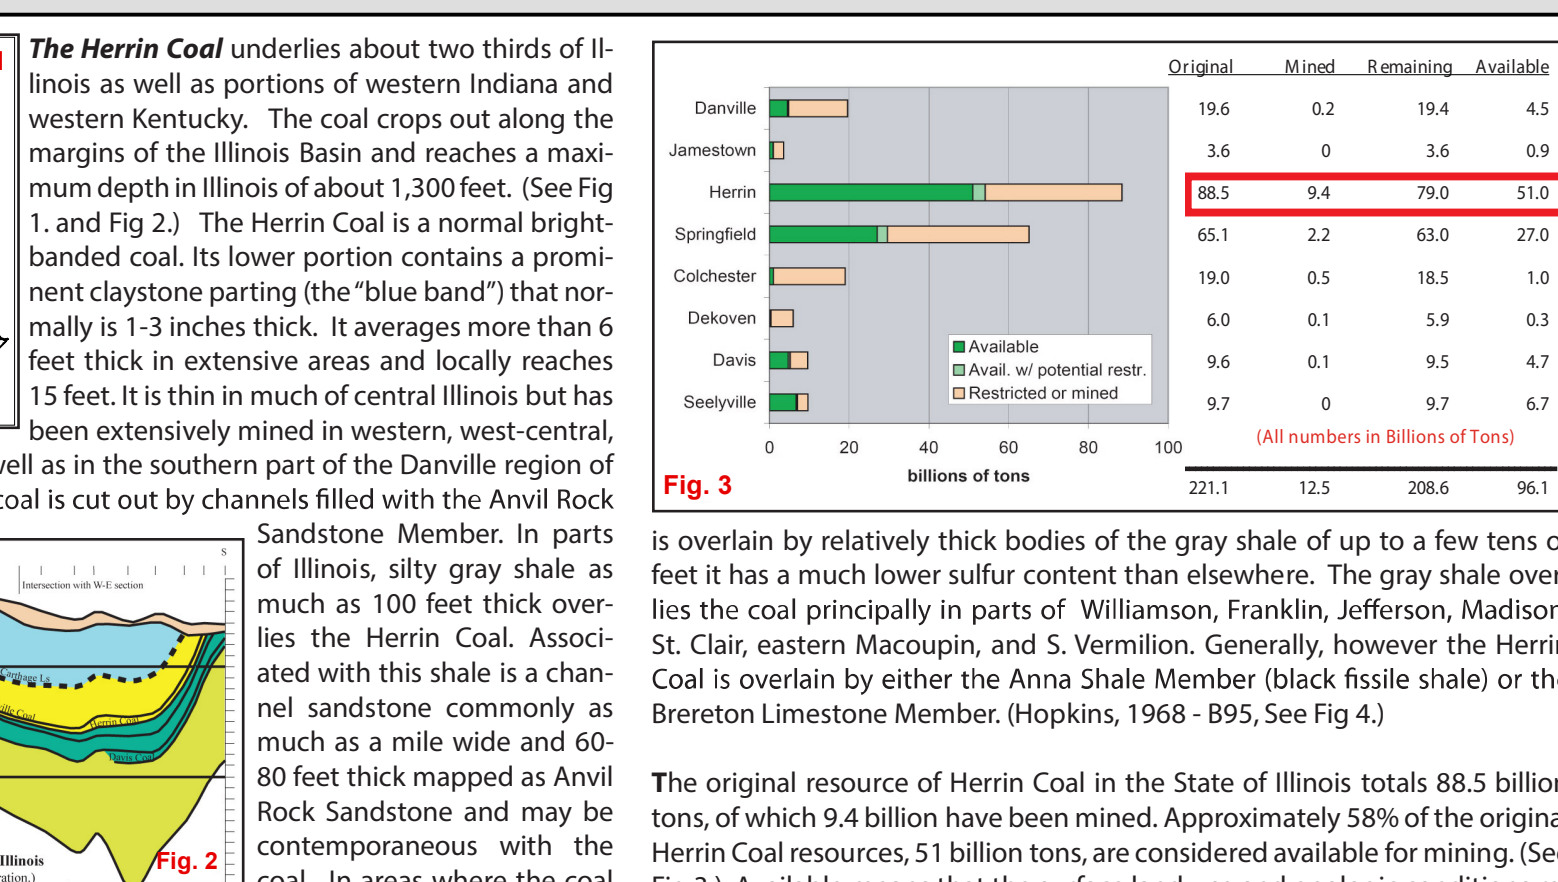 The Herrin Coal underlies about two thirds of Il-
linois as well as portions of western Indiana and
western Kentucky. The coal crops out along the
margins of the Illinois Basin and reaches a maxi-
mum depth in Illinois of about 1,300 feet. (See Fig
1. and Fig 2.) The Herrin Coal is a normal bright-
banded coal. Its lower portion contains a promi-
nent claystone parting (the “blue band”) that nor-
mally is 1-3 inches thick. It averages more than 6
feet thick in extensive areas and locally reaches
15 feet. It is thin in much of central Illinois but has
been extensively mined in western, west-central,
well as in the southern part of the Danville region of
coal is cut out by channels filled with the Anvil Rock
Sandstone Member. In parts
of Illinois, silty gray shale as
much as 100 feet thick over-
lies the Herrin Coal. Associ-
ated with this shale is a chan-
nel sandstone commonly as
much as a mile wide and 60-
80 feet thick mapped as Anvil
Rock Sandstone and may be
contemporaneous with the
coal. In areas where the coal
S
Intersection with W-E section
Carthage Ls
ville Coal
Herrin Coal
Davis Coal
Illinois
ration.)
Fig. 2
Original Mined Remaining Available
Danville 19.6 0.2 19.4 4.5
Jamestown 3.6 0 3.6 0.9
Herrin 88.5 9.4 79.0 51.0
Springfield 65.1 2.2 63.0 27.0
Colchester 19.0 0.5 18.5 1.0
Dekoven 6.0 0.1 5.9 0.3
Davis 9.6 0.1 9.5 4.7
Seelyville 9.7 0 9.7 6.7
Available
Avail. w/ potential restr.
Restricted or mined
(All numbers in Billions of Tons)
0 20 40 60 80 100
billions of tons
Fig. 3
221.1 12.5 208.6 96.1
is overlain by relatively thick bodies of the gray shale of up to a few tens o
feet it has a much lower sulfur content than elsewhere. The gray shale over
lies the coal principally in parts of Williamson, Franklin, Jefferson, Madison
St. Clair, eastern Macoupin, and S. Vermilion. Generally, however the Herrin
Coal is overlain by either the Anna Shale Member (black fissile shale) or the
Brereton Limestone Member. (Hopkins, 1968 - B95, See Fig 4.)
The original resource of Herrin Coal in the State of Illinois totals 88.5 billion
tons, of which 9.4 billion have been mined. Approximately 58% of the origina
Herrin Coal resources, 51 billion tons, are considered available for mining. (See